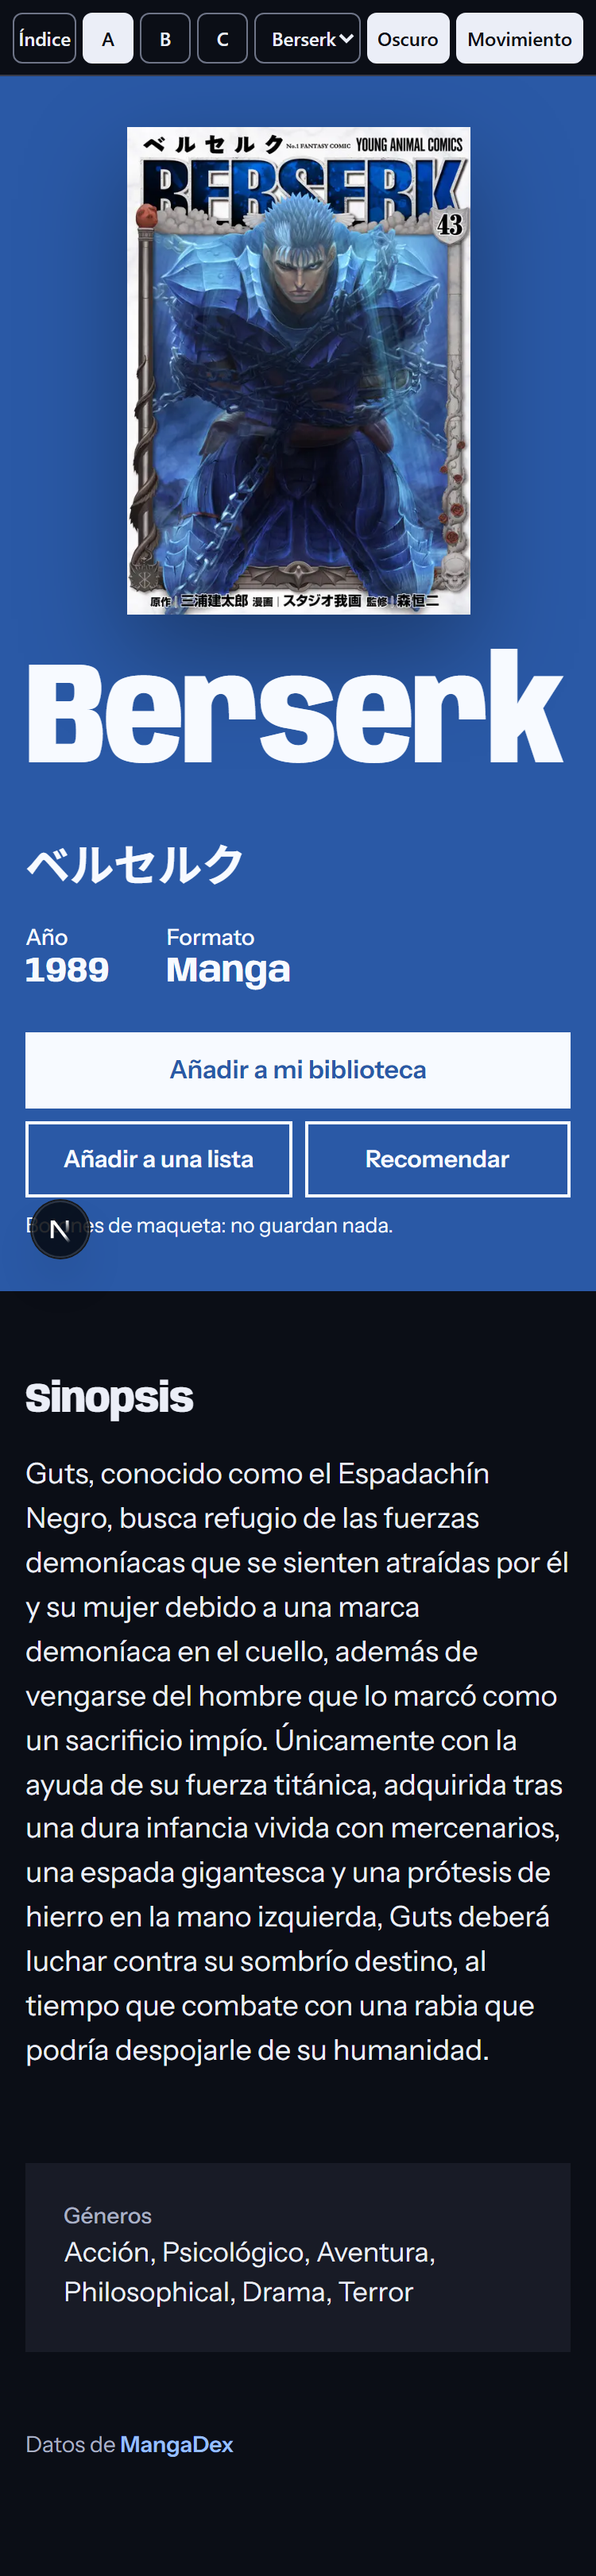 Índice A B C Berserk Oscuro Movimiento
ベルセルク No.1 FANTASY COMIC YOUNG ANIMAL COMICS
BERSERK
43
原作 三浦建太郎 漫画 スタジオ我画 監修 森恒二
Berserk
ベルセルク
Año Formato
1989 Manga
Añadir a mi biblioteca
Añadir a una lista Recomendar
N
de maqueta: no guardan nada.
Sinopsis
Guts, conocido como el Espadachín
Negro, busca refugio de las fuerzas
demoníacas que se sienten atraídas por él
y su mujer debido a una marca
demoníaca en el cuello, además de
vengarse del hombre que lo marcó como
un sacrificio impío. Únicamente con la
ayuda de su fuerza titánica, adquirida tras
una dura infancia vivida con mercenarios,
una espada gigantesca y una prótesis de
hierro en la mano izquierda, Guts deberá
luchar contra su sombrío destino, al
tiempo que combate con una rabia que
podría despojarle de su humanidad.
Géneros
Acción, Psicológico, Aventura,
Philosophical, Drama, Terror
Datos de MangaDex